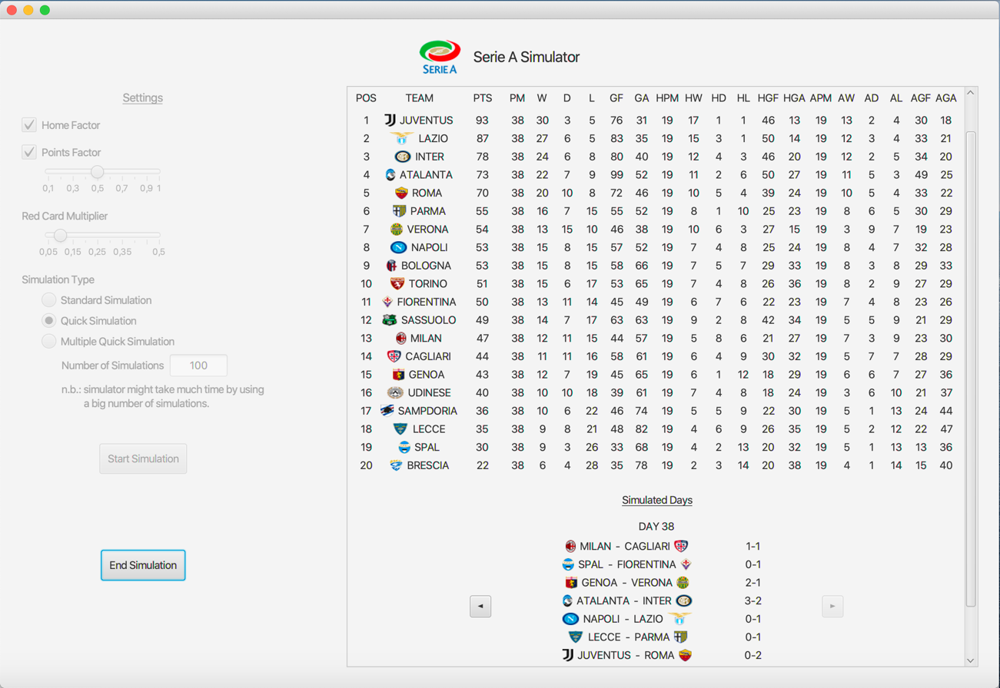 SERIE A
Serie A Simulator
Settings
Home Factor
Points Factor
0,1 0,3 0,5 0,7 0,9 1
Red Card Multiplier
0,05 0,15 0,25 0,35 0,5
Simulation Type
Standard Simulation
Quick Simulation
Multiple Quick Simulation
Number of Simulations 100
n.b.: simulator might take much time by using
a big number of simulations.
Start Simulation
End Simulation
POS TEAM PTS PM W D L GF GA HPM HW HD HL HGF HGA APM AW AD AL AGF AGA
1 JUVENTUS 93 38 30 3 5 76 31 19 17 1 1 46 13 19 13 2 4 30 18
2 LAZIO 87 38 27 6 5 83 35 19 15 3 1 50 14 19 12 3 4 33 21
3 INTER 78 38 24 6 8 80 40 19 12 4 3 46 20 19 12 2 5 34 20
4 ATALANTA 73 38 22 7 9 99 52 19 11 2 6 50 27 19 11 5 3 49 25
5 ROMA 70 38 20 10 8 72 46 19 10 5 4 39 24 19 10 5 4 33 22
6 PARMA 55 38 16 7 15 55 52 19 8 1 10 25 23 19 8 6 5 30 29
7 VERONA 54 38 13 15 10 46 38 19 10 6 3 27 15 19 3 9 7 19 23
8 NAPOLI 53 38 15 8 15 57 52 19 7 4 8 25 24 19 8 4 7 32 28
9 BOLOGNA 53 38 15 8 15 58 66 19 7 5 7 29 33 19 8 3 8 29 33
10 TORINO 51 38 15 6 17 53 65 19 7 4 8 26 36 19 8 2 9 27 29
11 FIORENTINA 50 38 13 11 14 45 49 19 6 7 6 22 23 19 7 4 8 23 26
12 SASSUOLO 49 38 14 7 17 63 63 19 9 2 8 42 34 19 5 5 9 21 29
13 MILAN 47 38 12 11 15 44 57 19 5 8 6 21 27 19 7 3 9 23 30
14 CAGLIARI 44 38 11 11 16 58 61 19 6 4 9 30 32 19 5 7 7 28 29
15 GENOA 43 38 12 7 19 45 65 19 6 1 12 18 29 19 6 6 7 27 36
16 UDINESE 40 38 10 10 18 39 61 19 7 4 8 18 24 19 3 6 10 21 37
17 SAMPDORIA 36 38 10 6 22 46 74 19 5 5 9 22 30 19 5 1 13 24 44
18 LECCE 35 38 9 8 21 48 82 19 4 6 9 26 35 19 5 2 12 22 47
19 SPAL 30 38 9 3 26 33 68 19 4 2 13 20 32 19 5 1 13 13 36
20 BRESCIA 22 38 6 4 28 35 78 19 2 3 14 20 38 19 4 1 14 15 40
Simulated Days
DAY 38
MILAN - CAGLIARI 1-1
SPAL - FIORENTINA 0-1
GENOA - VERONA 2-1
ATALANTA - INTER 3-2
NAPOLI - LAZIO 0-1
LECCE - PARMA 0-1
JUVENTUS - ROMA 0-2